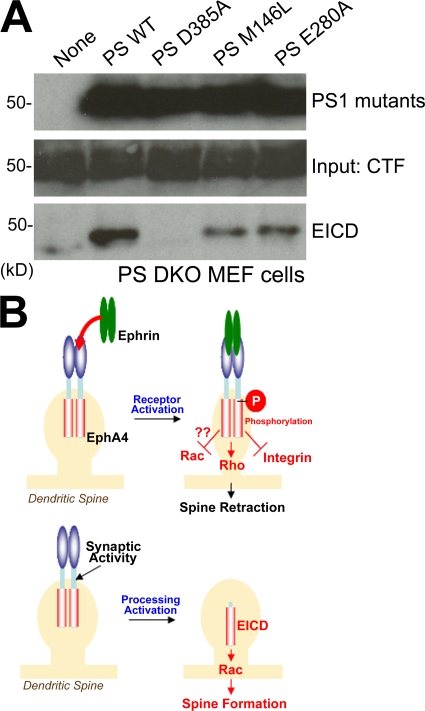 A
None
PS WT
PS D385A
PS M146L
PS E280A
50-
PS1 mutants
50-
Input: CTF
50-
EICD
(kD)
PS DKO MEF cells
B
Ephrin
Receptor
Activation
EphA4
P
Phosphorylation
??
Rac
Rho
Integrin
Dendritic Spine
Spine Retraction
Synaptic
Activity
Processing
Activation
EICD
Rac
Dendritic Spine
Spine Formation